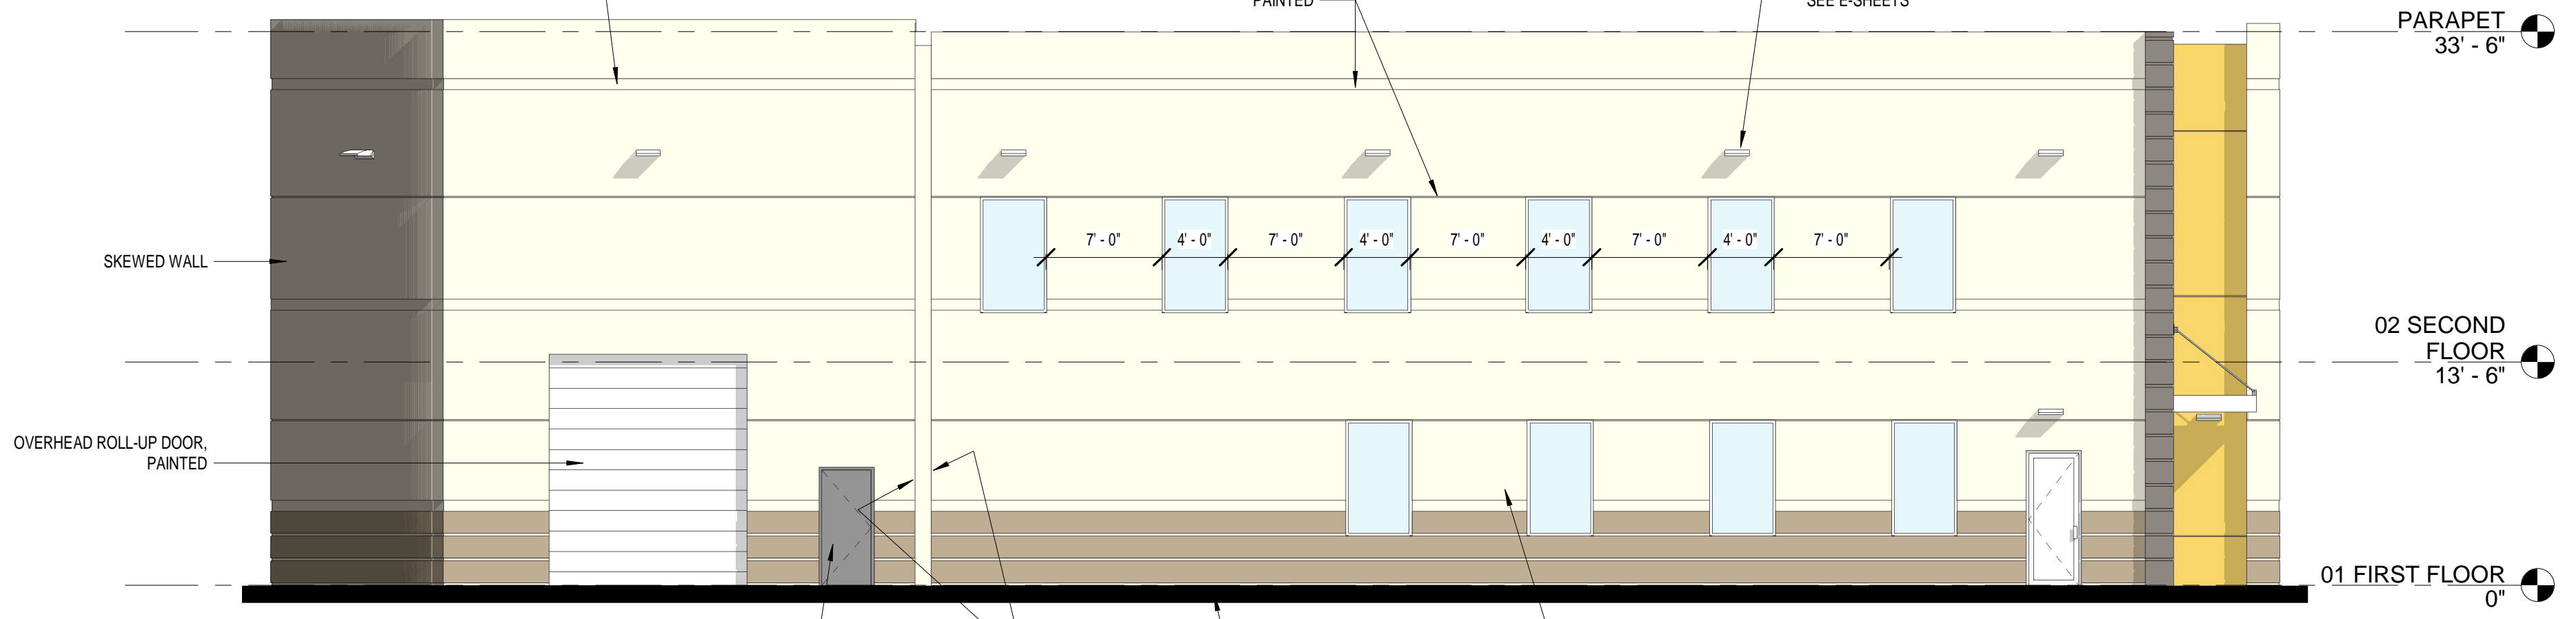 PAINTED
SEE E-SHEETS
PARAPET
33' - 6"
SKEWED WALL
7' - 0"
4' - 0"
7' - 0"
4' - 0"
7' - 0"
4' - 0"
7' - 0"
4' - 0"
7' - 0"
02 SECOND
FLOOR
13' - 6"
OVERHEAD ROLL-UP DOOR,
PAINTED
01 FIRST FLOOR
0"